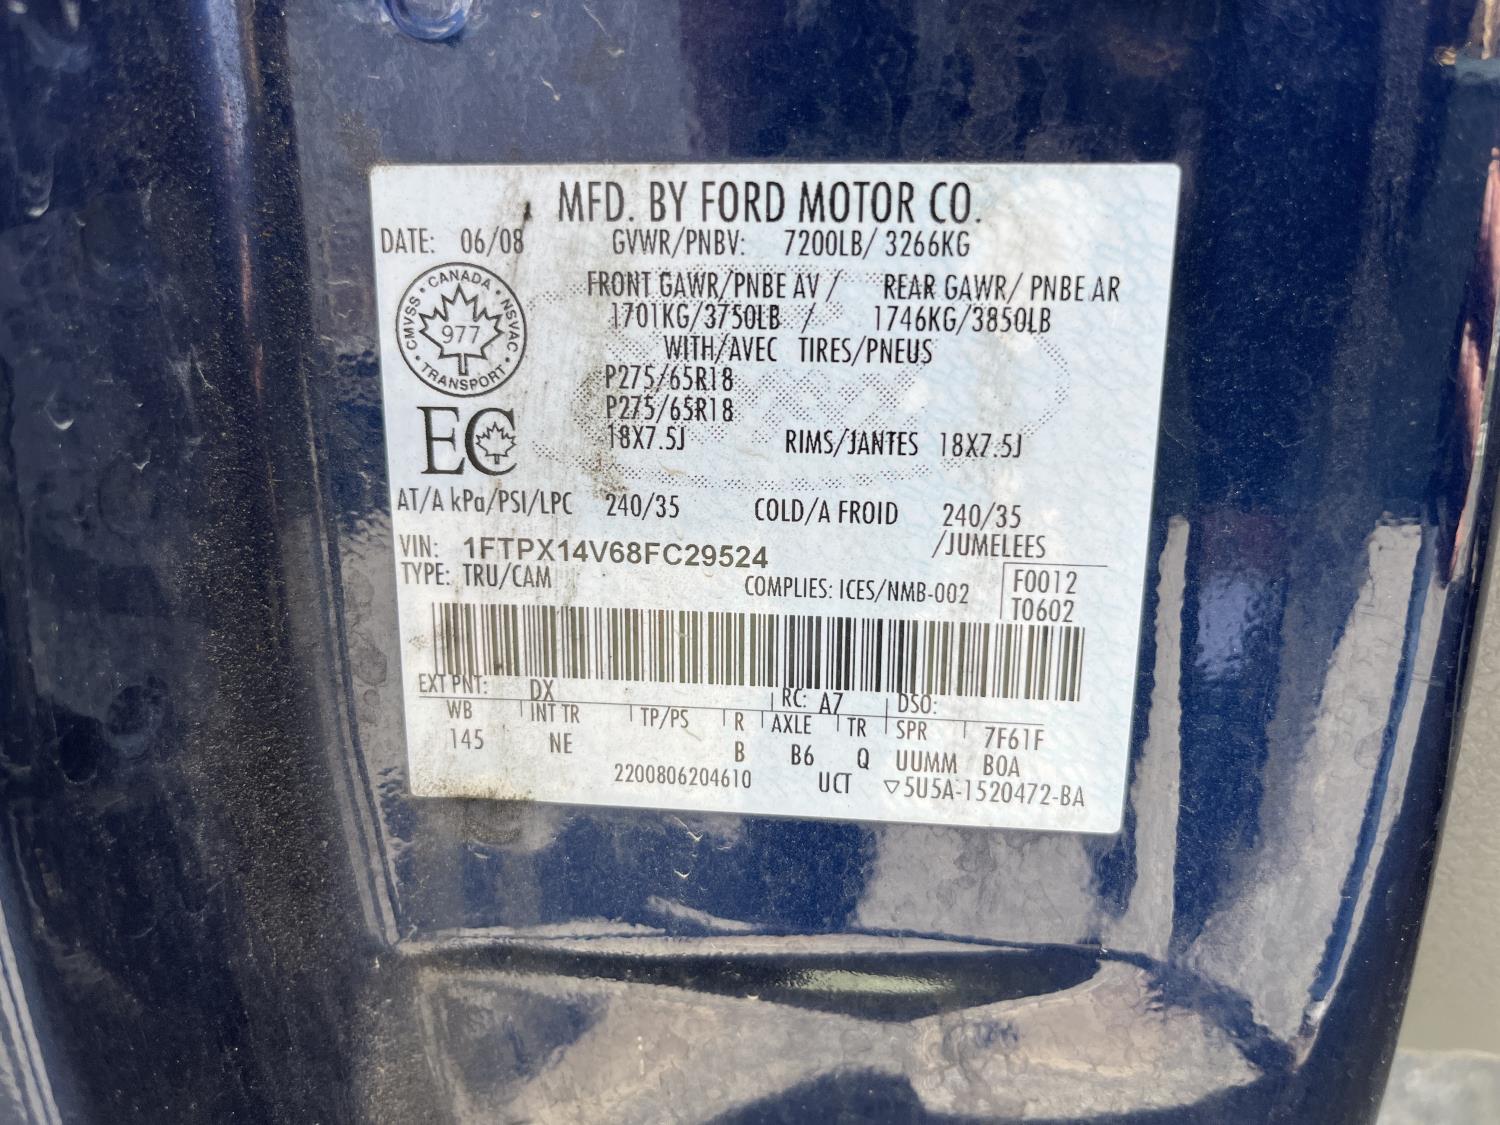 MFD. BY FORD MOTOR CO.
DATE: 06/08 GVWR/PNBV: 7200LB/ 3266KG
FRONT GAWR/PNBE AV / REAR GAWR/ PNBE AR
1701KG/3750LB / 1746KG/3850LB
WITH/AVEC TIRES/PNEUS
CANADA
CMVSS NSVAC
977
TRANSPORT
P275/65R18
P275/65R18
EC
18X7.5J RIMS/JANTES 18X7.5J
AT/A kPa/PSI/LPC 240/35 COLD/A FROID 240/35
/JUMELEES
VIN: 1FTPX14V68FC29524
TYPE: TRU/CAM COMPLIES: ICES/NMB-002 F0012
T0602
EXT PNT: DX RC: A7 DSO:
WB INT TR TP/PS R AXLE TR SPR 7F61F
145 NE B B6 Q UUMM BOA
2200806204610 UCT ▽5U5A-1520472-BA